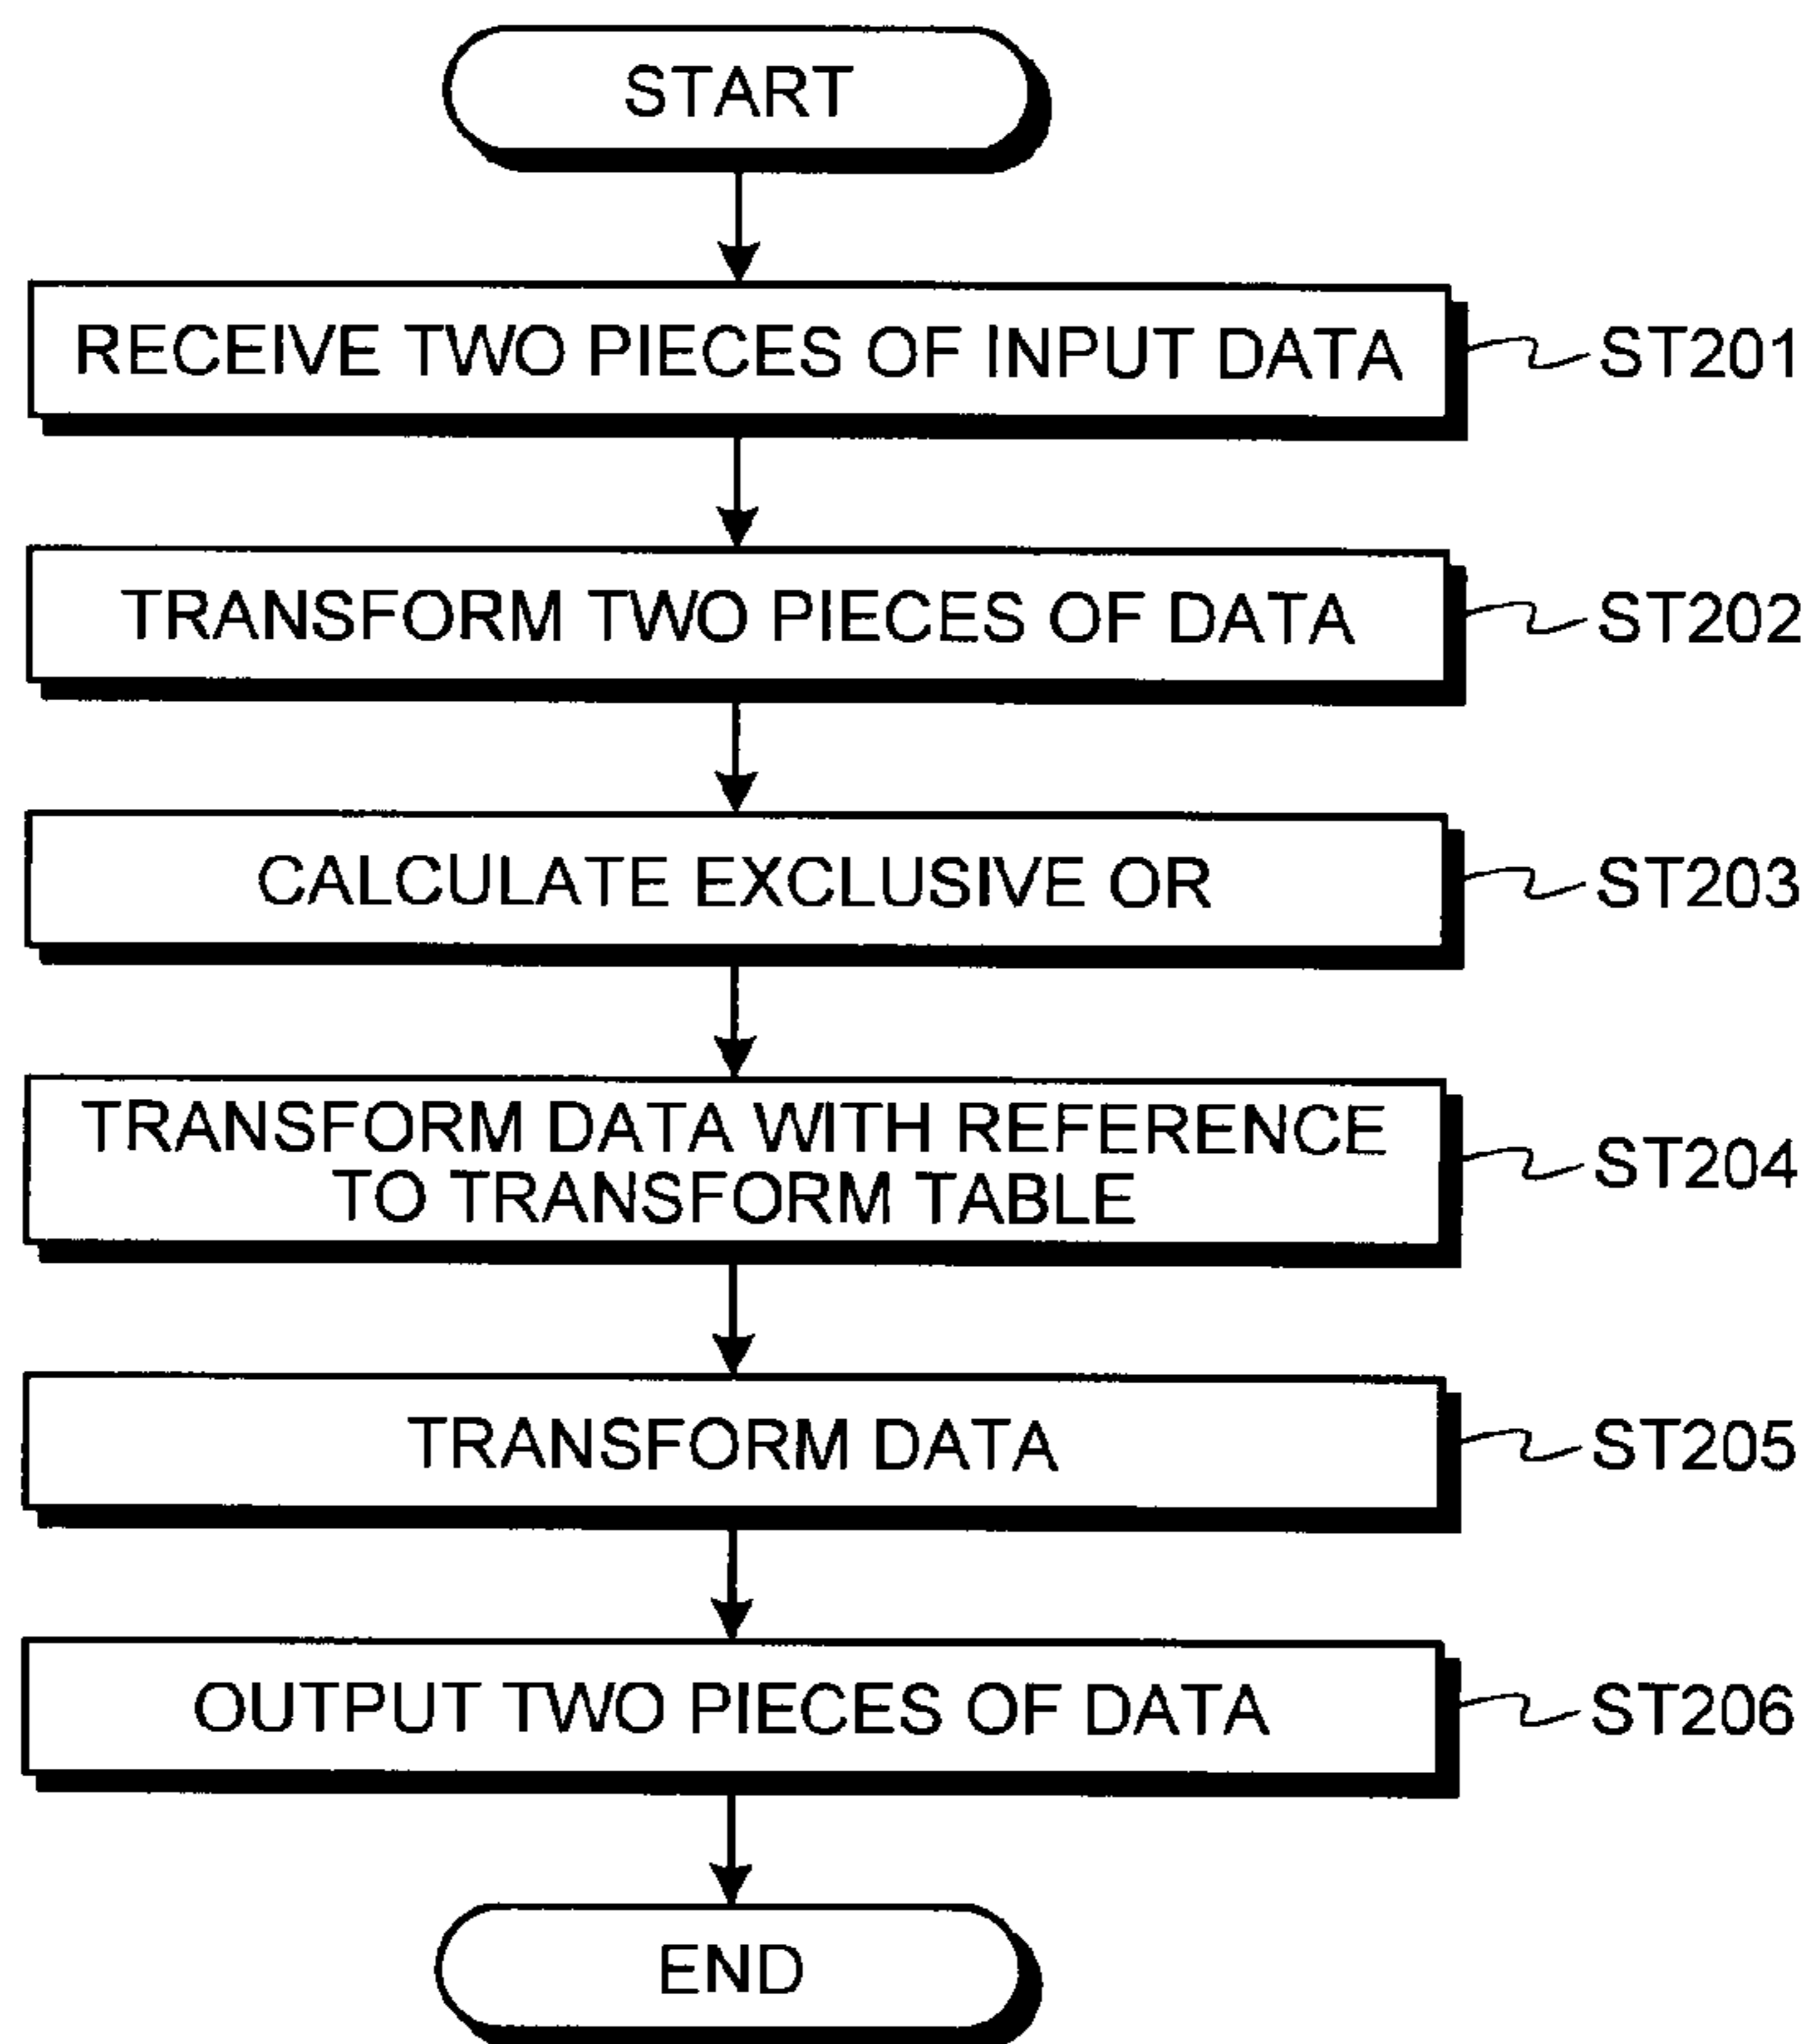 START
RECEIVE TWO PIECES OF INPUT DATA
ST201
TRANSFORM TWO PIECES OF DATA
ST202
CALCULATE EXCLUSIVE OR
ST203
TRANSFORM DATA WITH REFERENCE
TO TRANSFORM TABLE
ST204
TRANSFORM DATA
ST205
OUTPUT TWO PIECES OF DATA
ST206
END